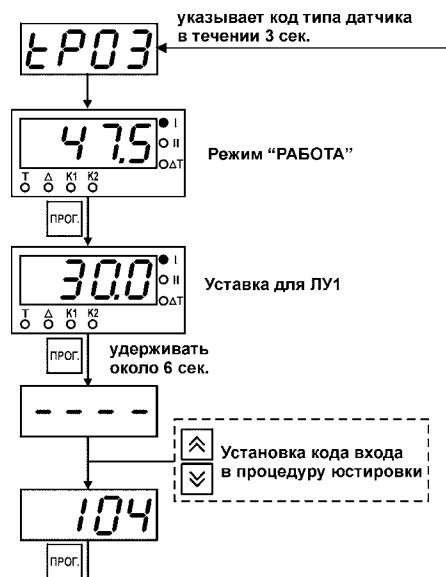 указывает код типа датчика
в течении 3 сек.
tP03
47.5
I
II
ΔT
T Δ K1 K2
Режим “РАБОТА”
ПРОГ.
30.0
I
II
ΔT
T Δ K1 K2
Уставка для ЛУ1
ПРОГ.
удерживать
около 6 сек.
- - - -
Установка кода входа
в процедуру юстировки
104
ПРОГ.